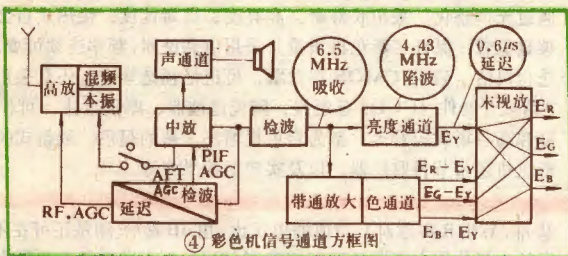 声通道
6.5
MHz
吸收
4.43
MHz
陷波
0.6μs
延迟
高放
混频
本振
中放
检波
亮度通道
末视放
E_Y
E_R
E_G
E_B
PIF
AGC
AFT
AGC
检波
延迟
RF.AGC
带通放大
色通道
E_R-E_Y
E_G-E_Y
E_B-E_Y
④ 彩色机信号通道方框图